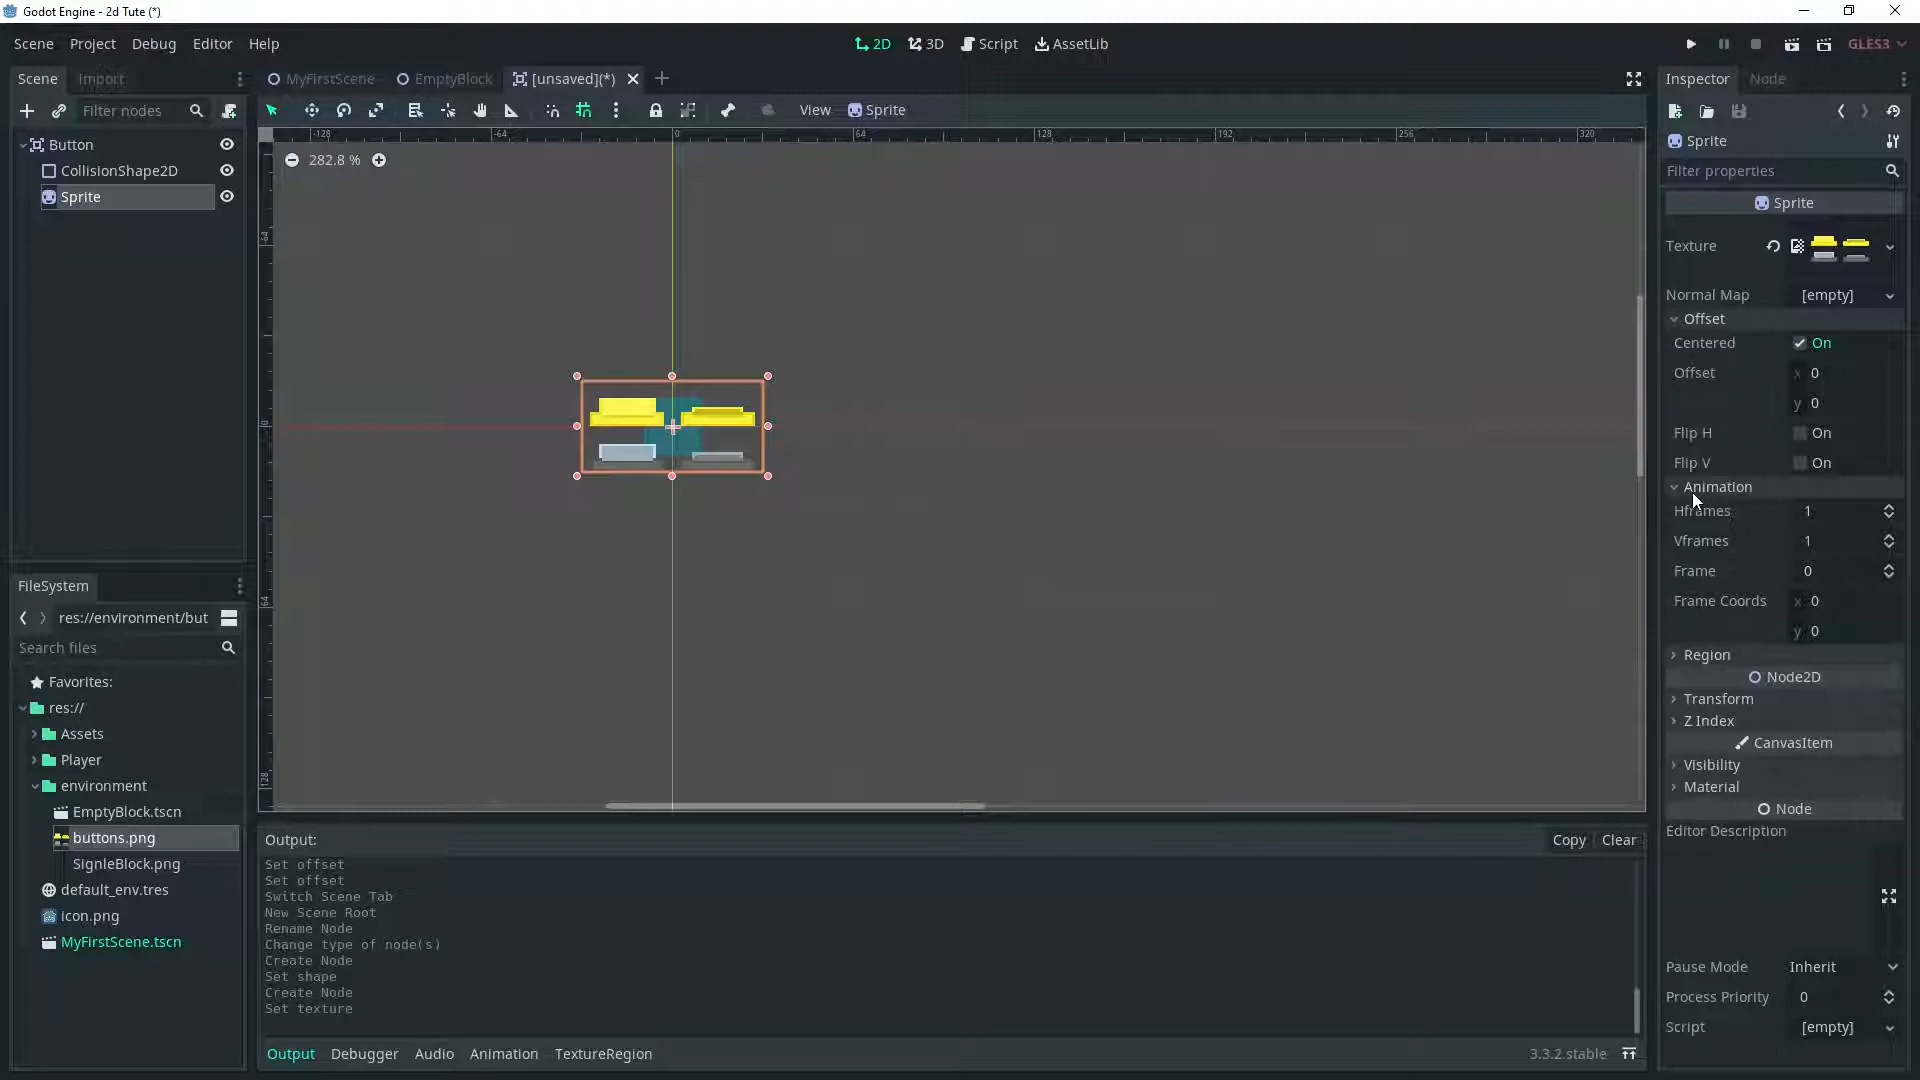 Godot Engine - 2d Tute (*)
Scene Project Debug Editor Help
2D 3D Script AssetLib
GLES3
Scene Import
MyFirstScene EmptyBlock [unsaved](*)
Inspector Node
Filter nodes
View Sprite
-128 -64 0 64 128 192 256 320
Button
CollisionShape2D
Sprite
282.8 %
-64
0
64
128
Sprite
Filter properties
Sprite
Texture
Normal Map [empty]
Offset
Centered On
Offset x 0
y 0
Flip H On
Flip V On
Animation
Hframes 1
Vframes 1
Frame 0
Frame Coords x 0
y 0
Region
Node2D
Transform
Z Index
CanvasItem
Visibility
Material
Node
Editor Description
Pause Mode Inherit
Process Priority 0
Script [empty]
FileSystem
res://environment/but
Search files
Favorites:
res://
Assets
Player
environment
EmptyBlock.tscn
buttons.png
SignleBlock.png
default_env.tres
icon.png
MyFirstScene.tscn
Output:
Copy Clear
Set offset
Set offset
Switch Scene Tab
New Scene Root
Rename Node
Change type of node(s)
Create Node
Set shape
Create Node
Set texture
Output Debugger Audio Animation TextureRegion
3.3.2.stable